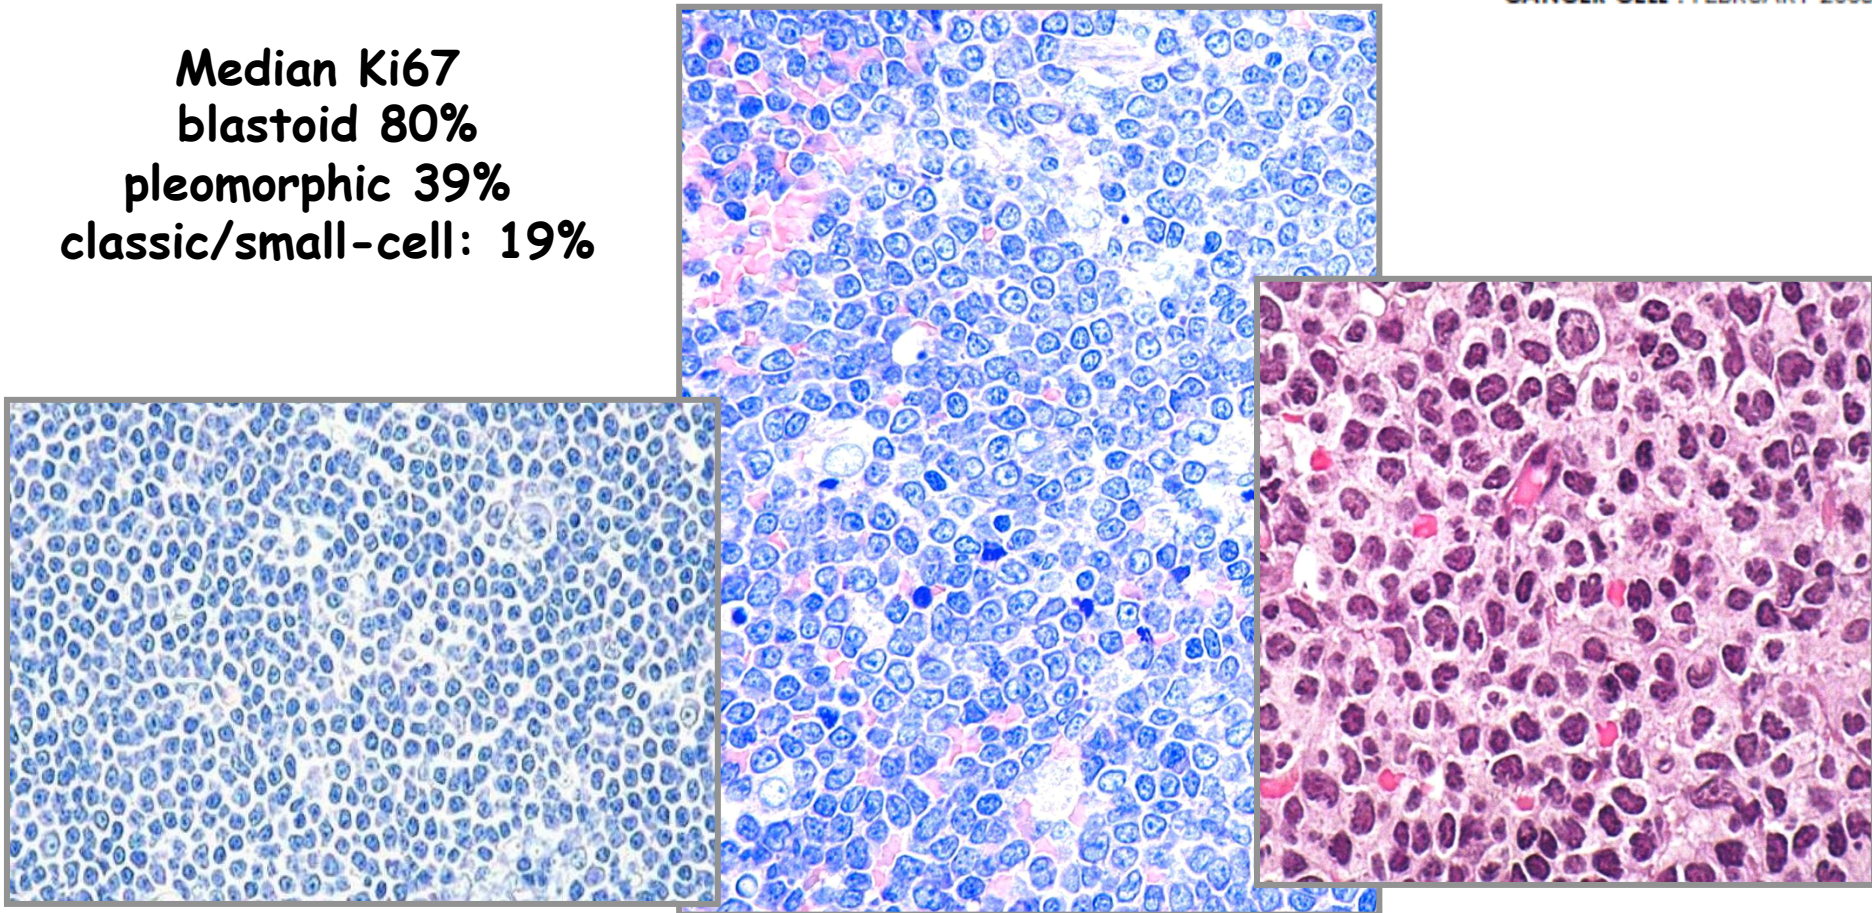 Median Ki67
blastoid 80%
pleomorphic 39%
classic/small-cell: 19%